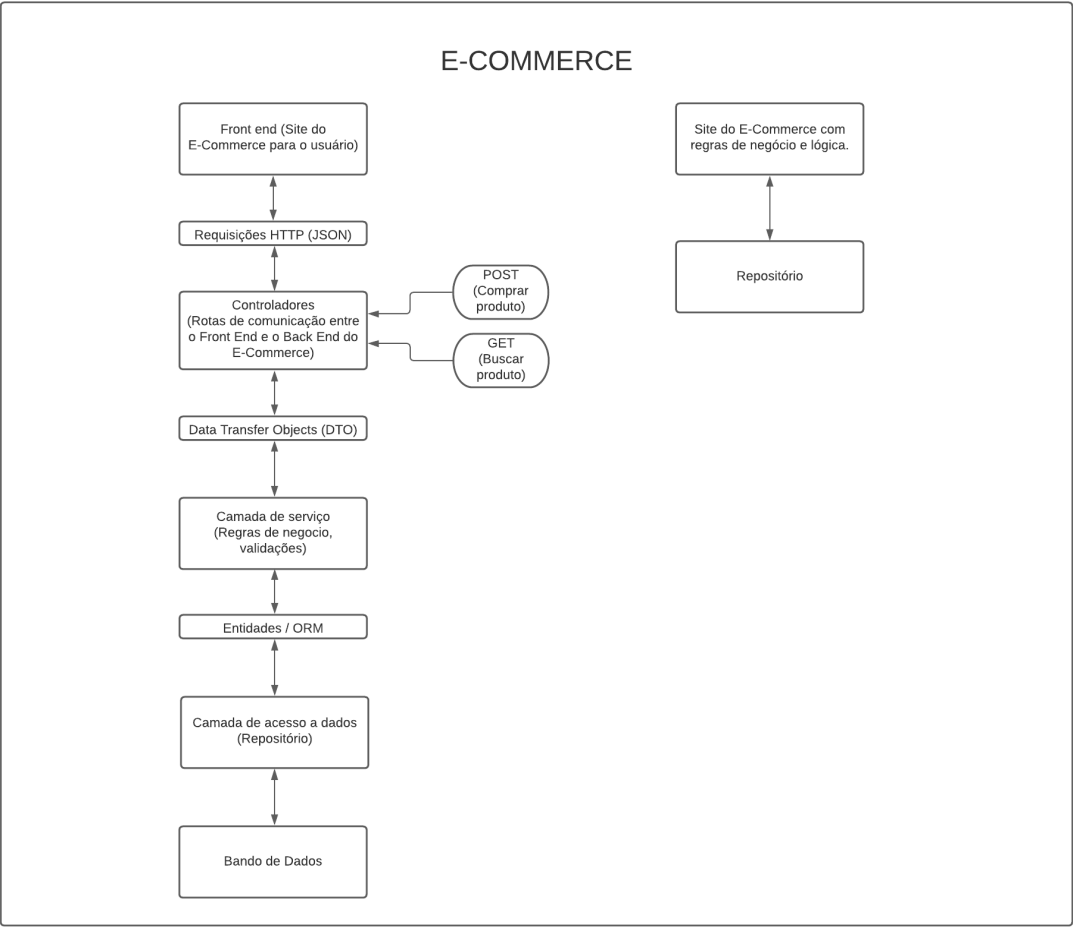 E-COMMERCE
Front end (Site do
E-Commerce para o usuário)
Requisições HTTP (JSON)
Controladores
(Rotas de comunicação entre
o Front End e o Back End do
E-Commerce)
POST
(Comprar
produto)
GET
(Buscar
produto)
Data Transfer Objects (DTO)
Camada de serviço
(Regras de negocio,
validações)
Entidades / ORM
Camada de acesso a dados
(Repositório)
Bando de Dados
Site do E-Commerce com
regras de negócio e lógica.
Repositório